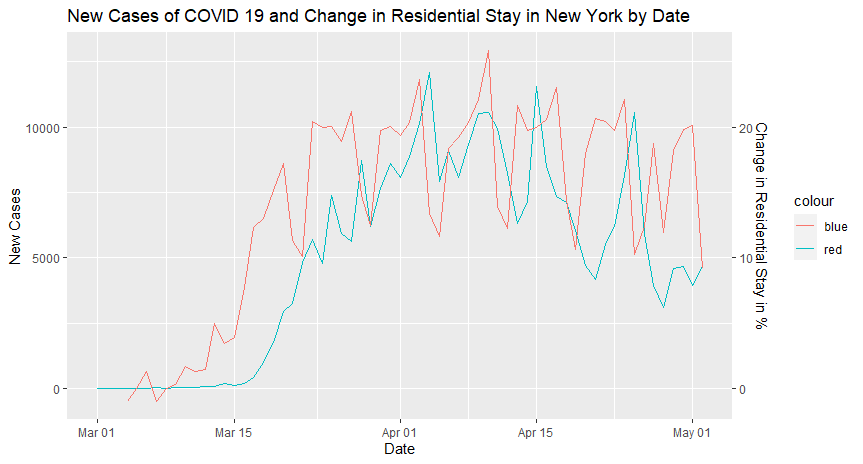 New Cases of COVID 19 and Change in Residential Stay in New York by Date
New Cases
10000
5000
0
20
10
0
Change in Residential Stay in %
Mar 01
Mar 15
Apr 01
Apr 15
May 01
Date
colour
blue
red